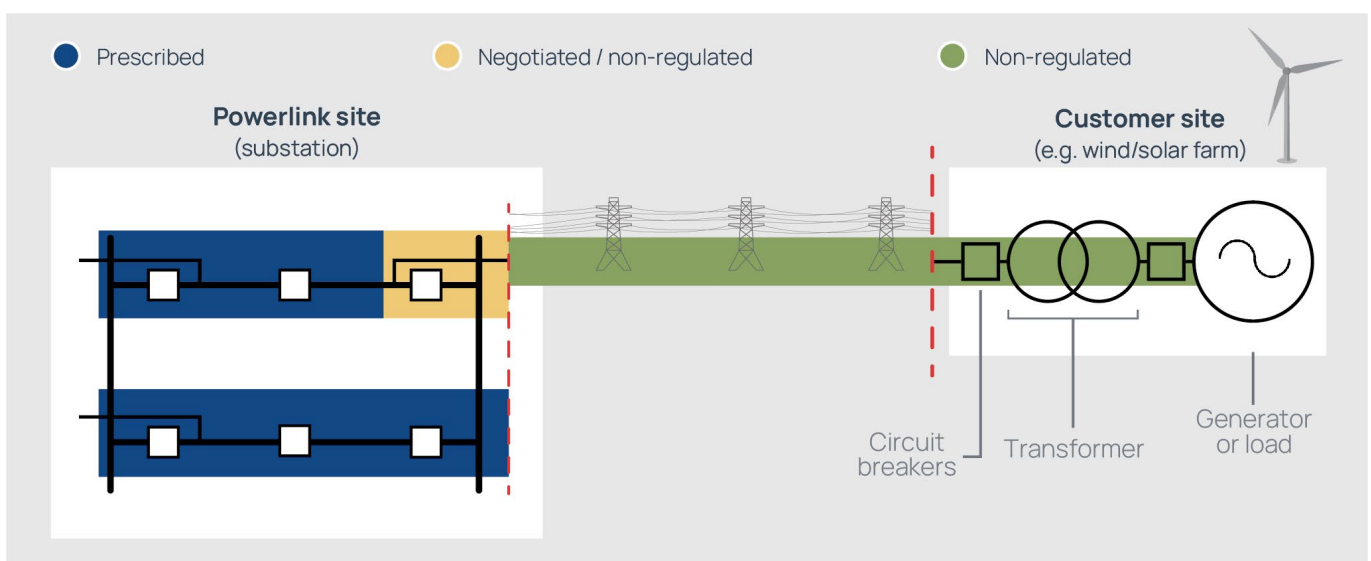 Prescribed
Negotiated / non-regulated
Non-regulated
Powerlink site
(substation)
Customer site
(e.g. wind/solar farm)
Circuit
breakers
Transformer
Generator
or load